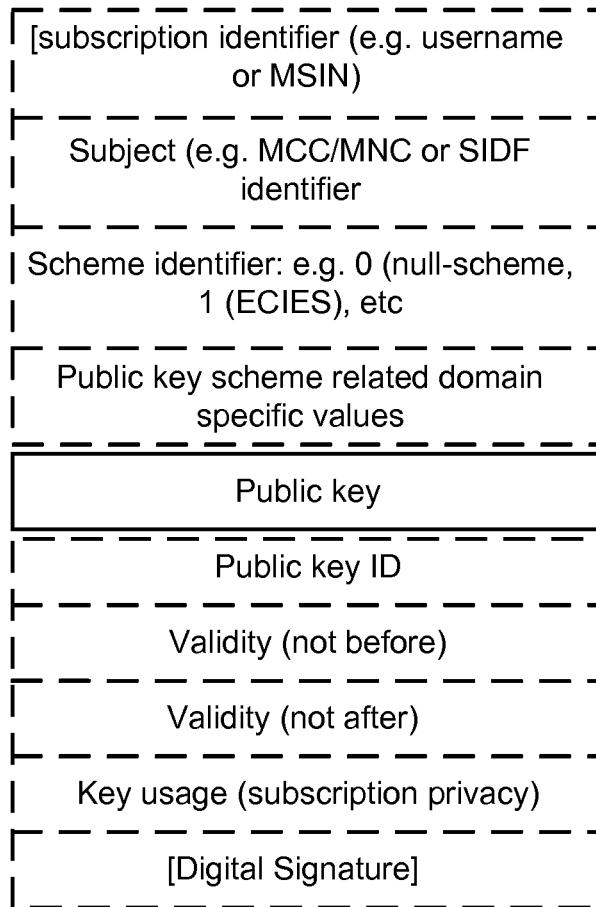 [subscription identifier (e.g. username
or MSIN)
Subject (e.g. MCC/MNC or SIDF
identifier
Scheme identifier: e.g. 0 (null-scheme,
1 (ECIES), etc
Public key scheme related domain
specific values
Public key
Public key ID
Validity (not before)
Validity (not after)
Key usage (subscription privacy)
[Digital Signature]